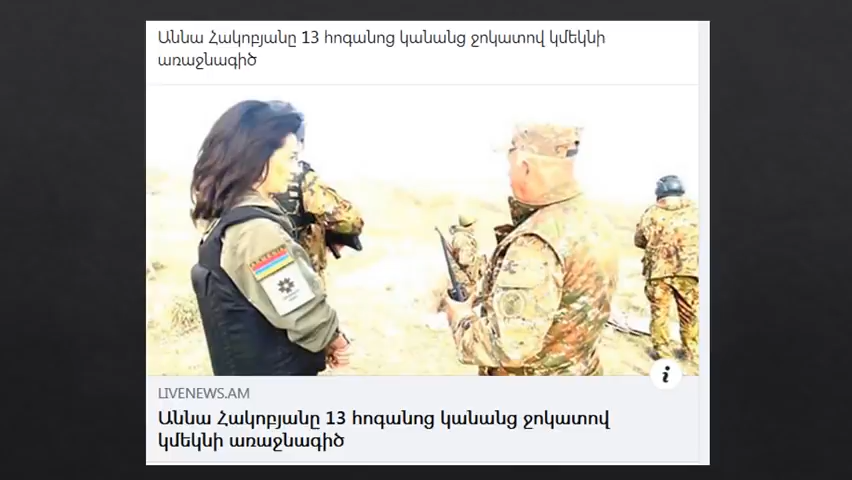 Աննա Հակոբյանը 13 հոգանոց կանանց ջոկատով կմեկնի
առաջնագիծ
LIVENEWS.AM
Աննա Հակոբյանը 13 հոգանոց կանանց ջոկատով
կմեկնի առաջնագիծ